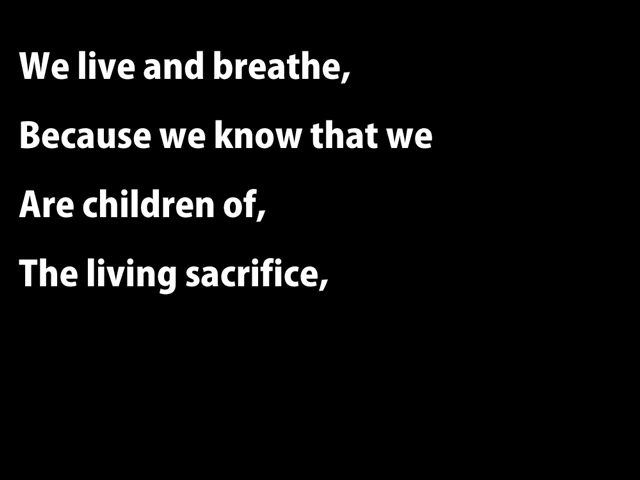 We live and breathe,
Because we know that we
Are children of,
The living sacrifice,